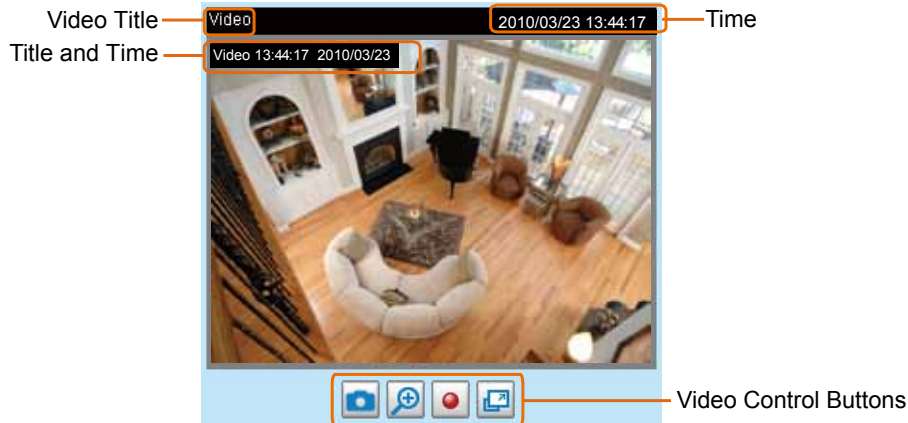 Video Title
Video
2010/03/23 13:44:17
Time
Title and Time
Video 13:44:17 2010/03/23
Video Control Buttons